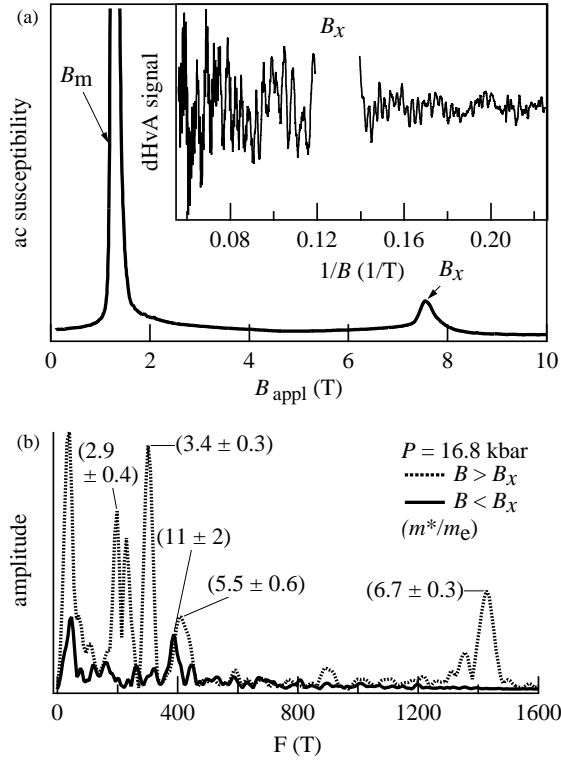 (a)
B_x
B_m
ac susceptibility
dHvA signal
0.08 0.12 0.16 0.20
1/B (1/T)
B_x
0 2 4 6 8 10
B_appl (T)
(b)
(2.9 ± 0.4)
(3.4 ± 0.3)
P = 16.8 kbar
B > B_x
B < B_x
(m*/m_e)
(11 ± 2)
(5.5 ± 0.6)
(6.7 ± 0.3)
amplitude
0 400 800 1200 1600
F (T)